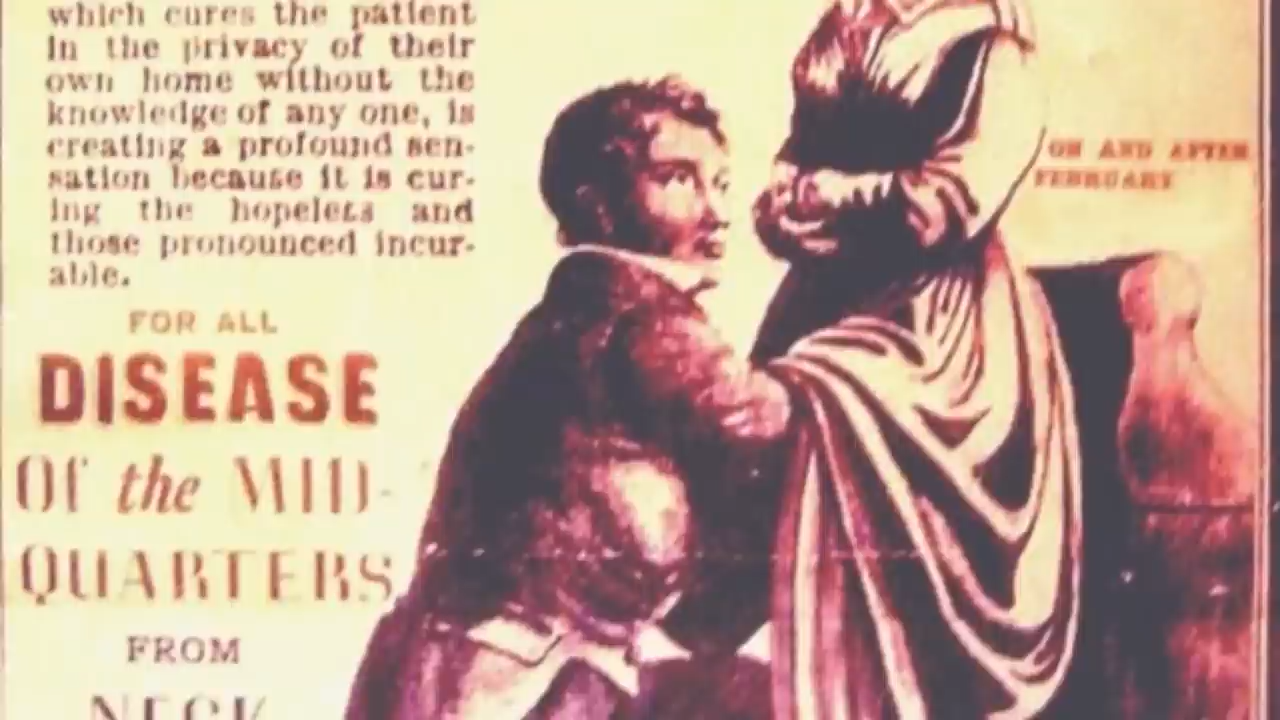 which cures the patient
in the privacy of their
own home without the
knowledge of any one, is
creating a profound sen-
sation because it is cur-
ing the hopeless and
those pronounced incur-
able.
FOR ALL
DISEASE
Of the MID-
QUARTERS
FROM
NECK
ON AND AFTER
FEBRUARY